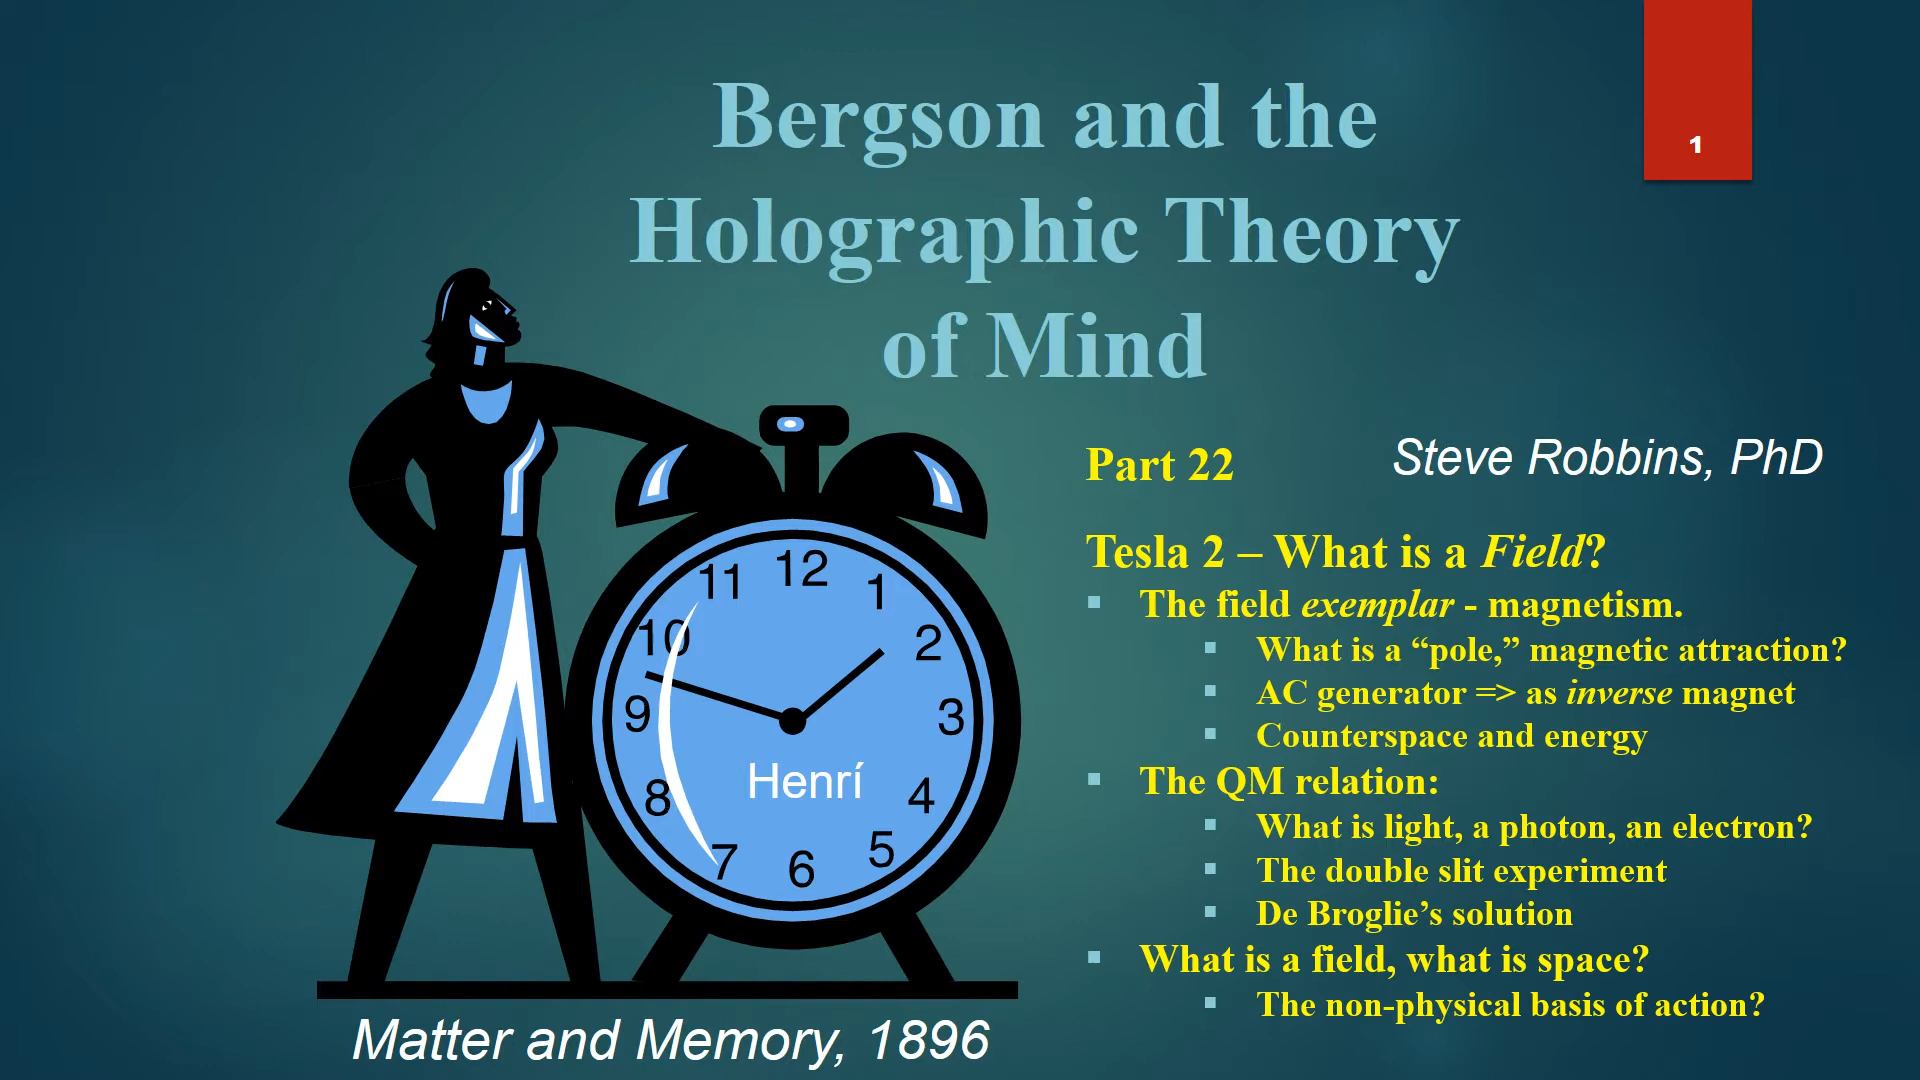 Bergson and the
Holographic Theory
of Mind
1
Part 22
Steve Robbins, PhD
Tesla 2 – What is a Field?
The field exemplar - magnetism.
What is a “pole,” magnetic attraction?
AC generator => as inverse magnet
Counterspace and energy
The QM relation:
What is light, a photon, an electron?
The double slit experiment
De Broglie’s solution
What is a field, what is space?
The non-physical basis of action?
12
1
2
3
4
5
6
7
8
9
10
11
Henrí
Matter and Memory, 1896